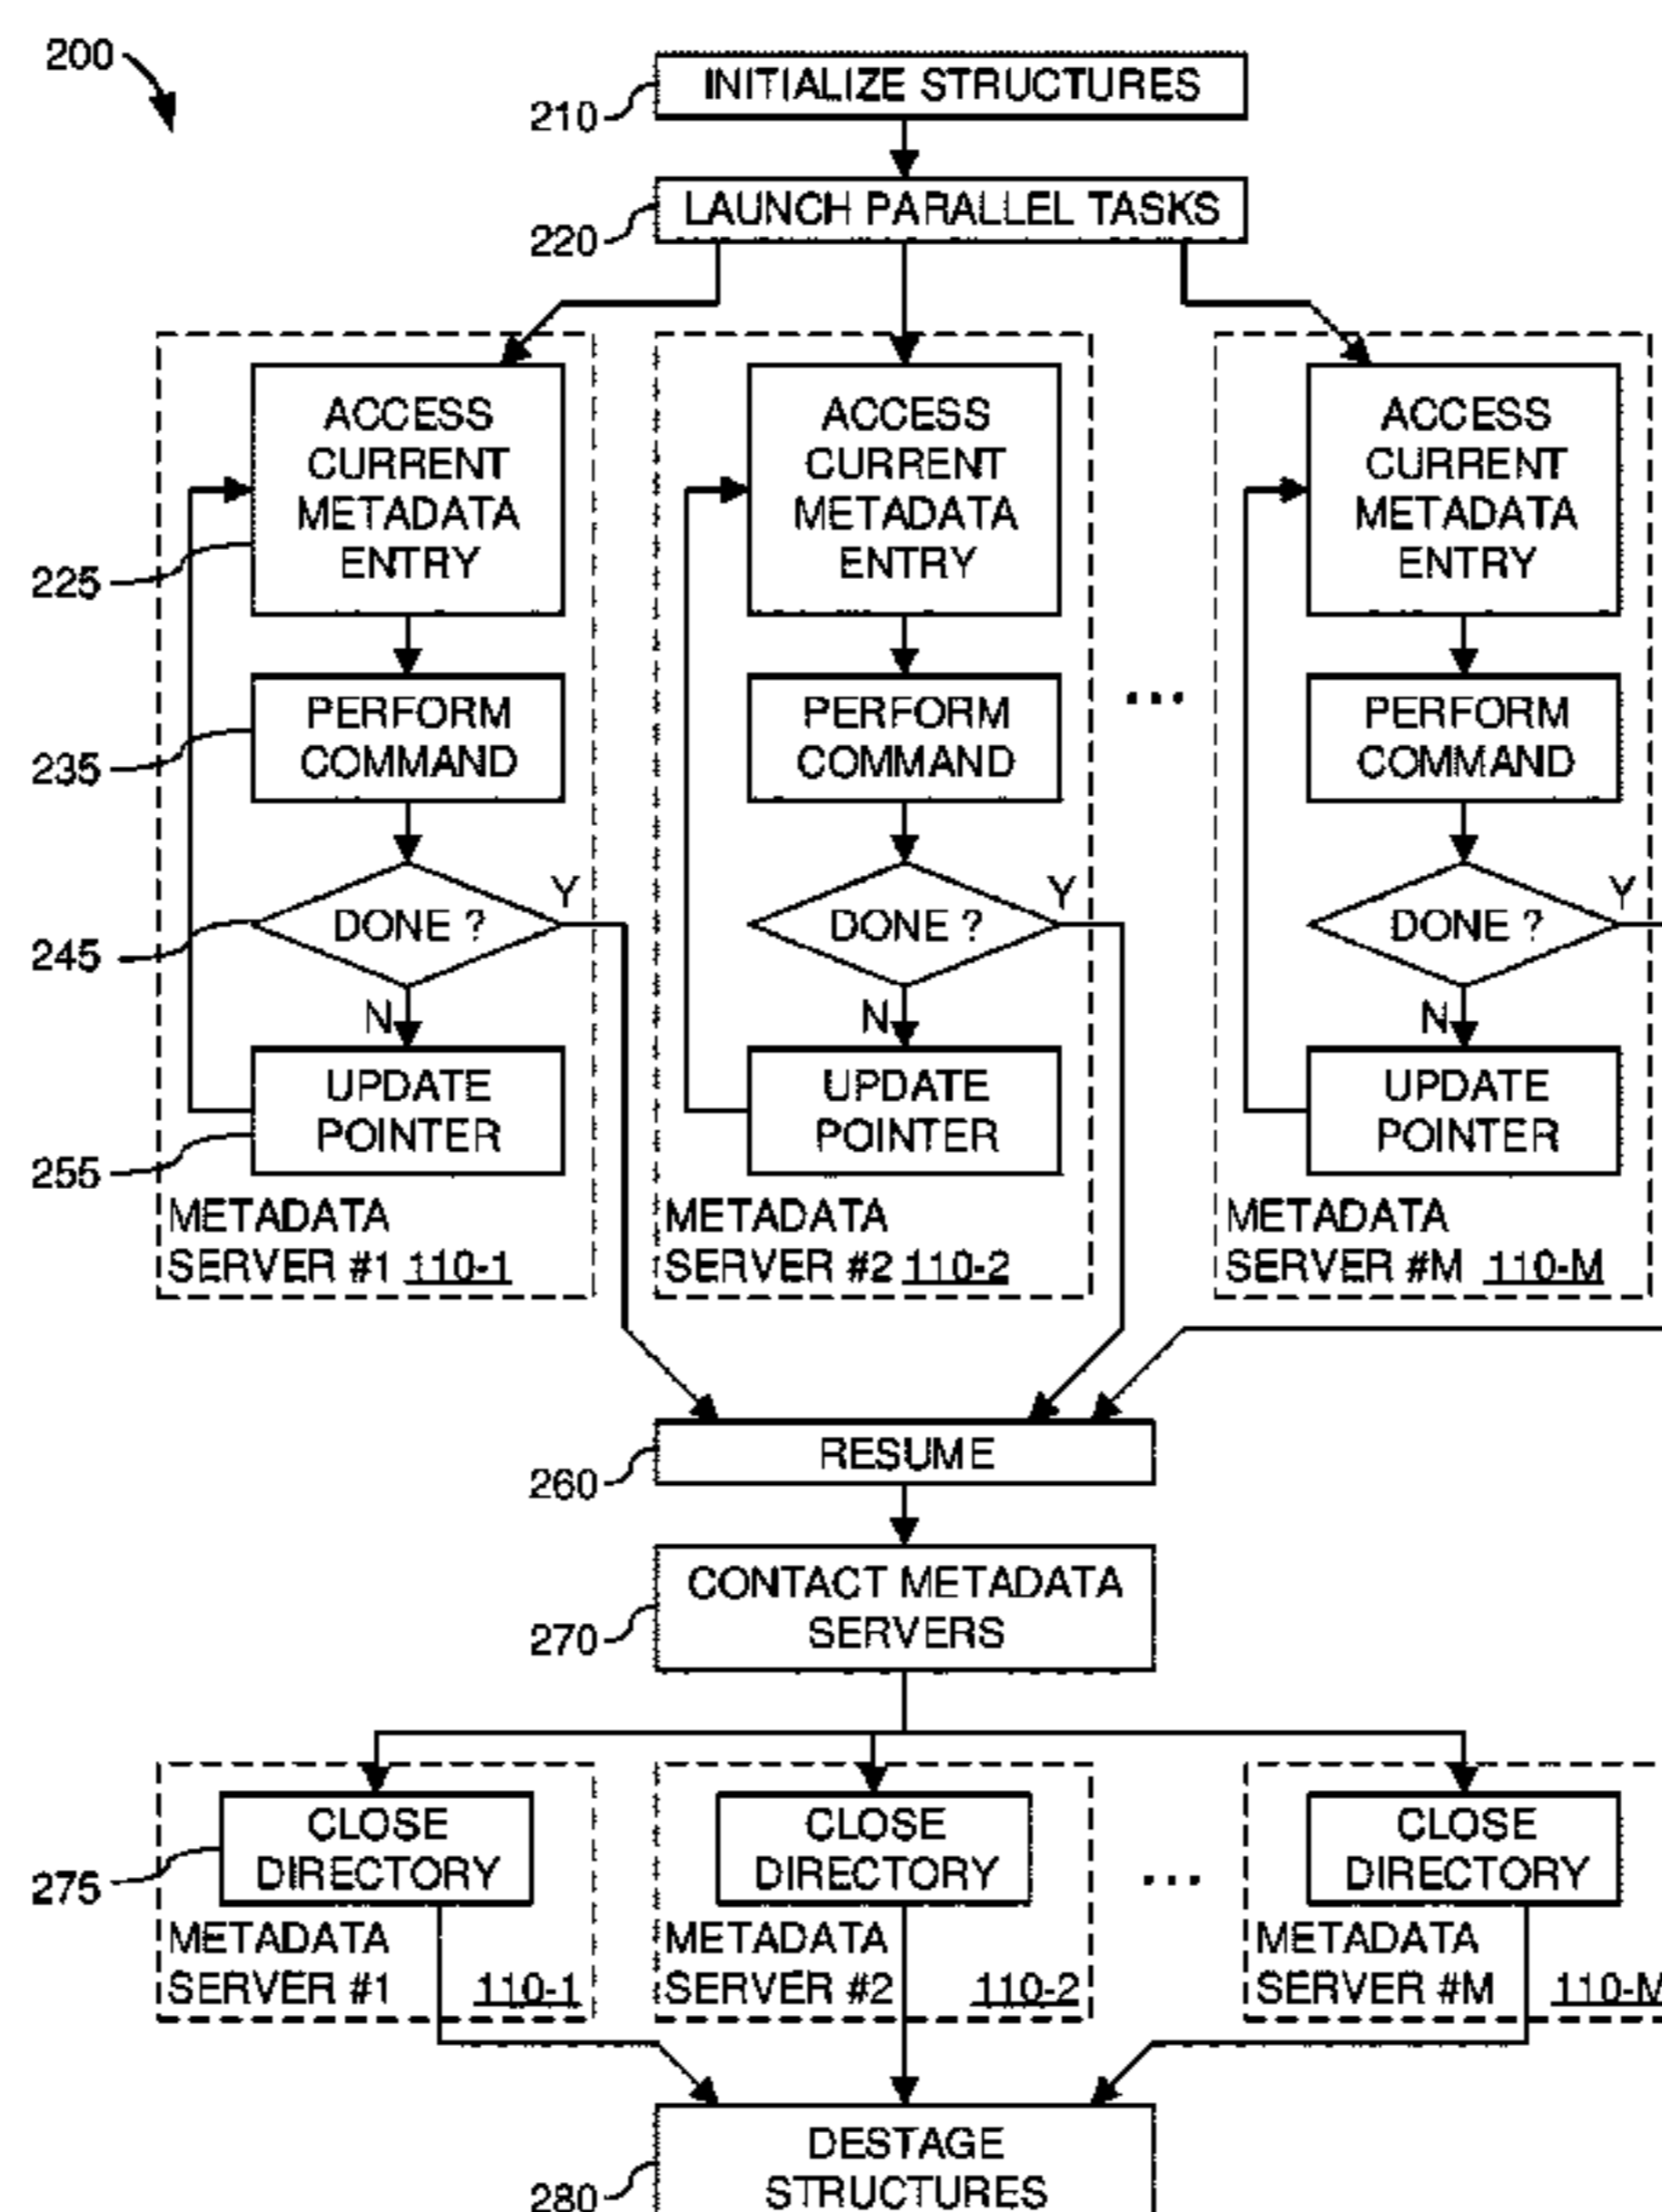 200
INITIALIZE STRUCTURES
210
LAUNCH PARALLEL TASKS
220
ACCESS
CURRENT
METADATA
ENTRY
225
PERFORM
COMMAND
235
DONE ?
Y
245
N
UPDATE
POINTER
255
METADATA
SERVER #1 110-1
ACCESS
CURRENT
METADATA
ENTRY
PERFORM
COMMAND
DONE ?
Y
N
UPDATE
POINTER
METADATA
SERVER #2 110-2
...
ACCESS
CURRENT
METADATA
ENTRY
PERFORM
COMMAND
DONE ?
Y
N
UPDATE
POINTER
METADATA
SERVER #M 110-M
RESUME
260
CONTACT METADATA
SERVERS
270
CLOSE
DIRECTORY
275
METADATA
SERVER #1 110-1
CLOSE
DIRECTORY
METADATA
SERVER #2 110-2
...
CLOSE
DIRECTORY
METADATA
SERVER #M 110-M
DESTAGE
STRUCTURES
280